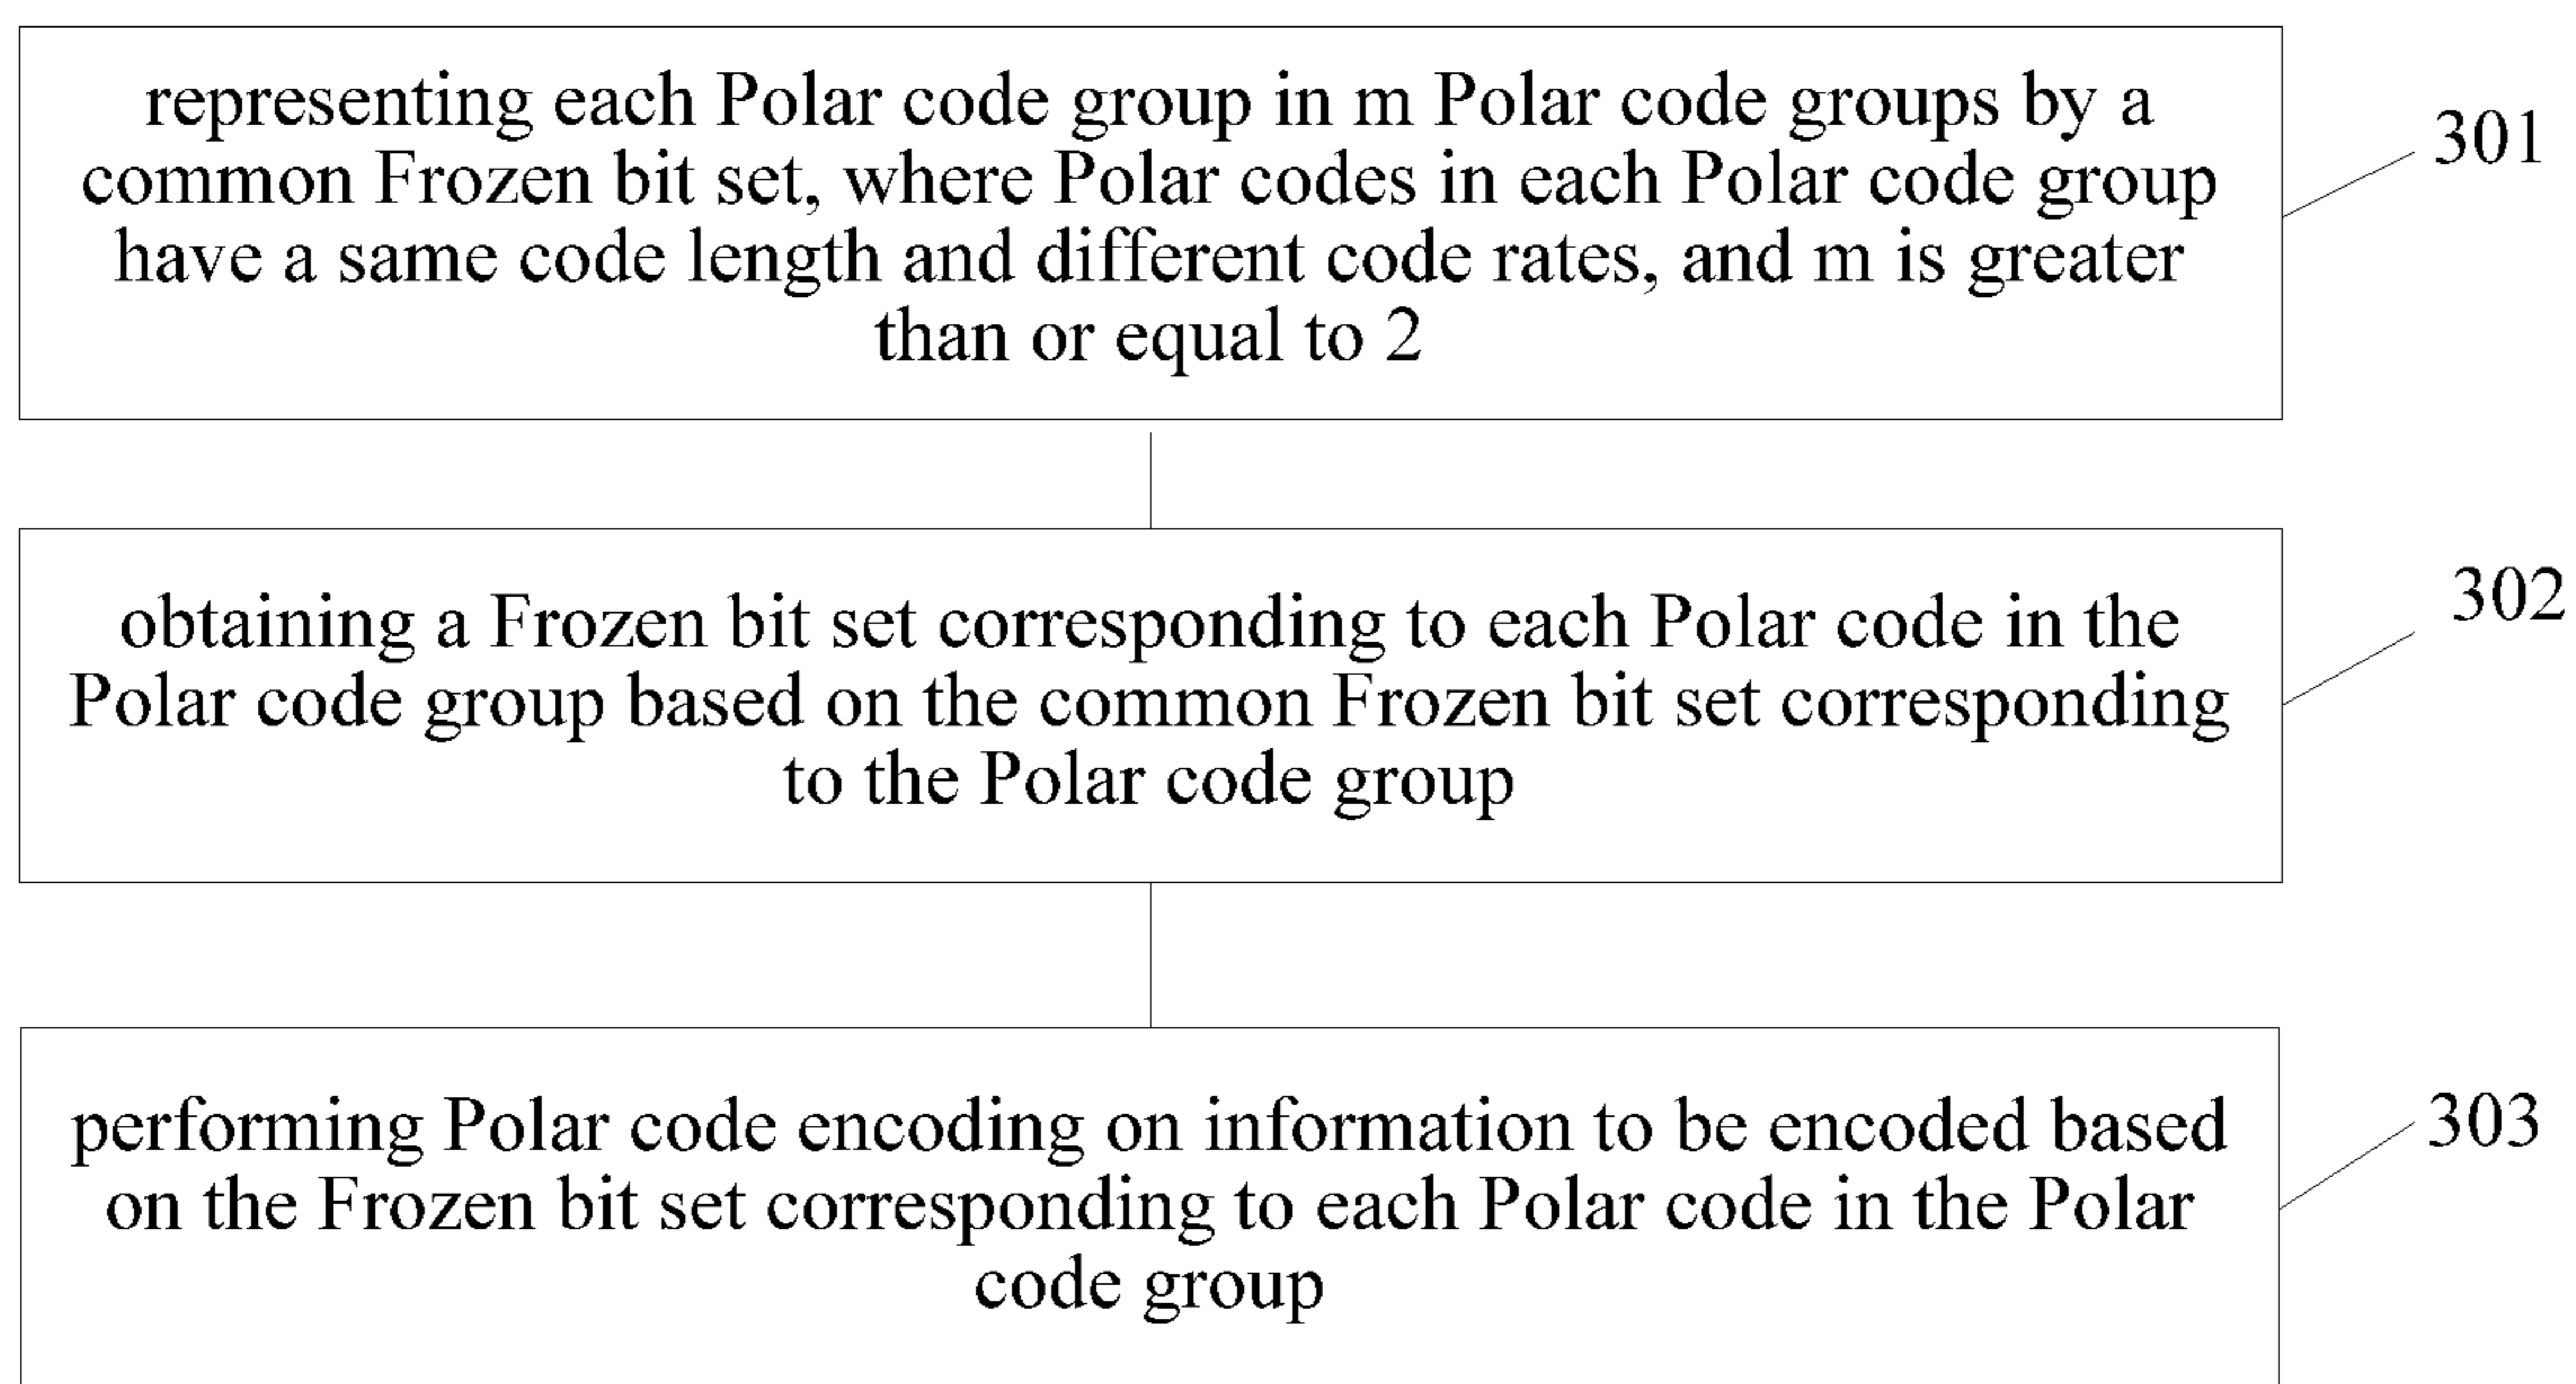 representing each Polar code group in m Polar code groups by a
common Frozen bit set, where Polar codes in each Polar code group
have a same code length and different code rates, and m is greater
than or equal to 2
301
obtaining a Frozen bit set corresponding to each Polar code in the
Polar code group based on the common Frozen bit set corresponding
to the Polar code group
302
performing Polar code encoding on information to be encoded based
on the Frozen bit set corresponding to each Polar code in the Polar
code group
303